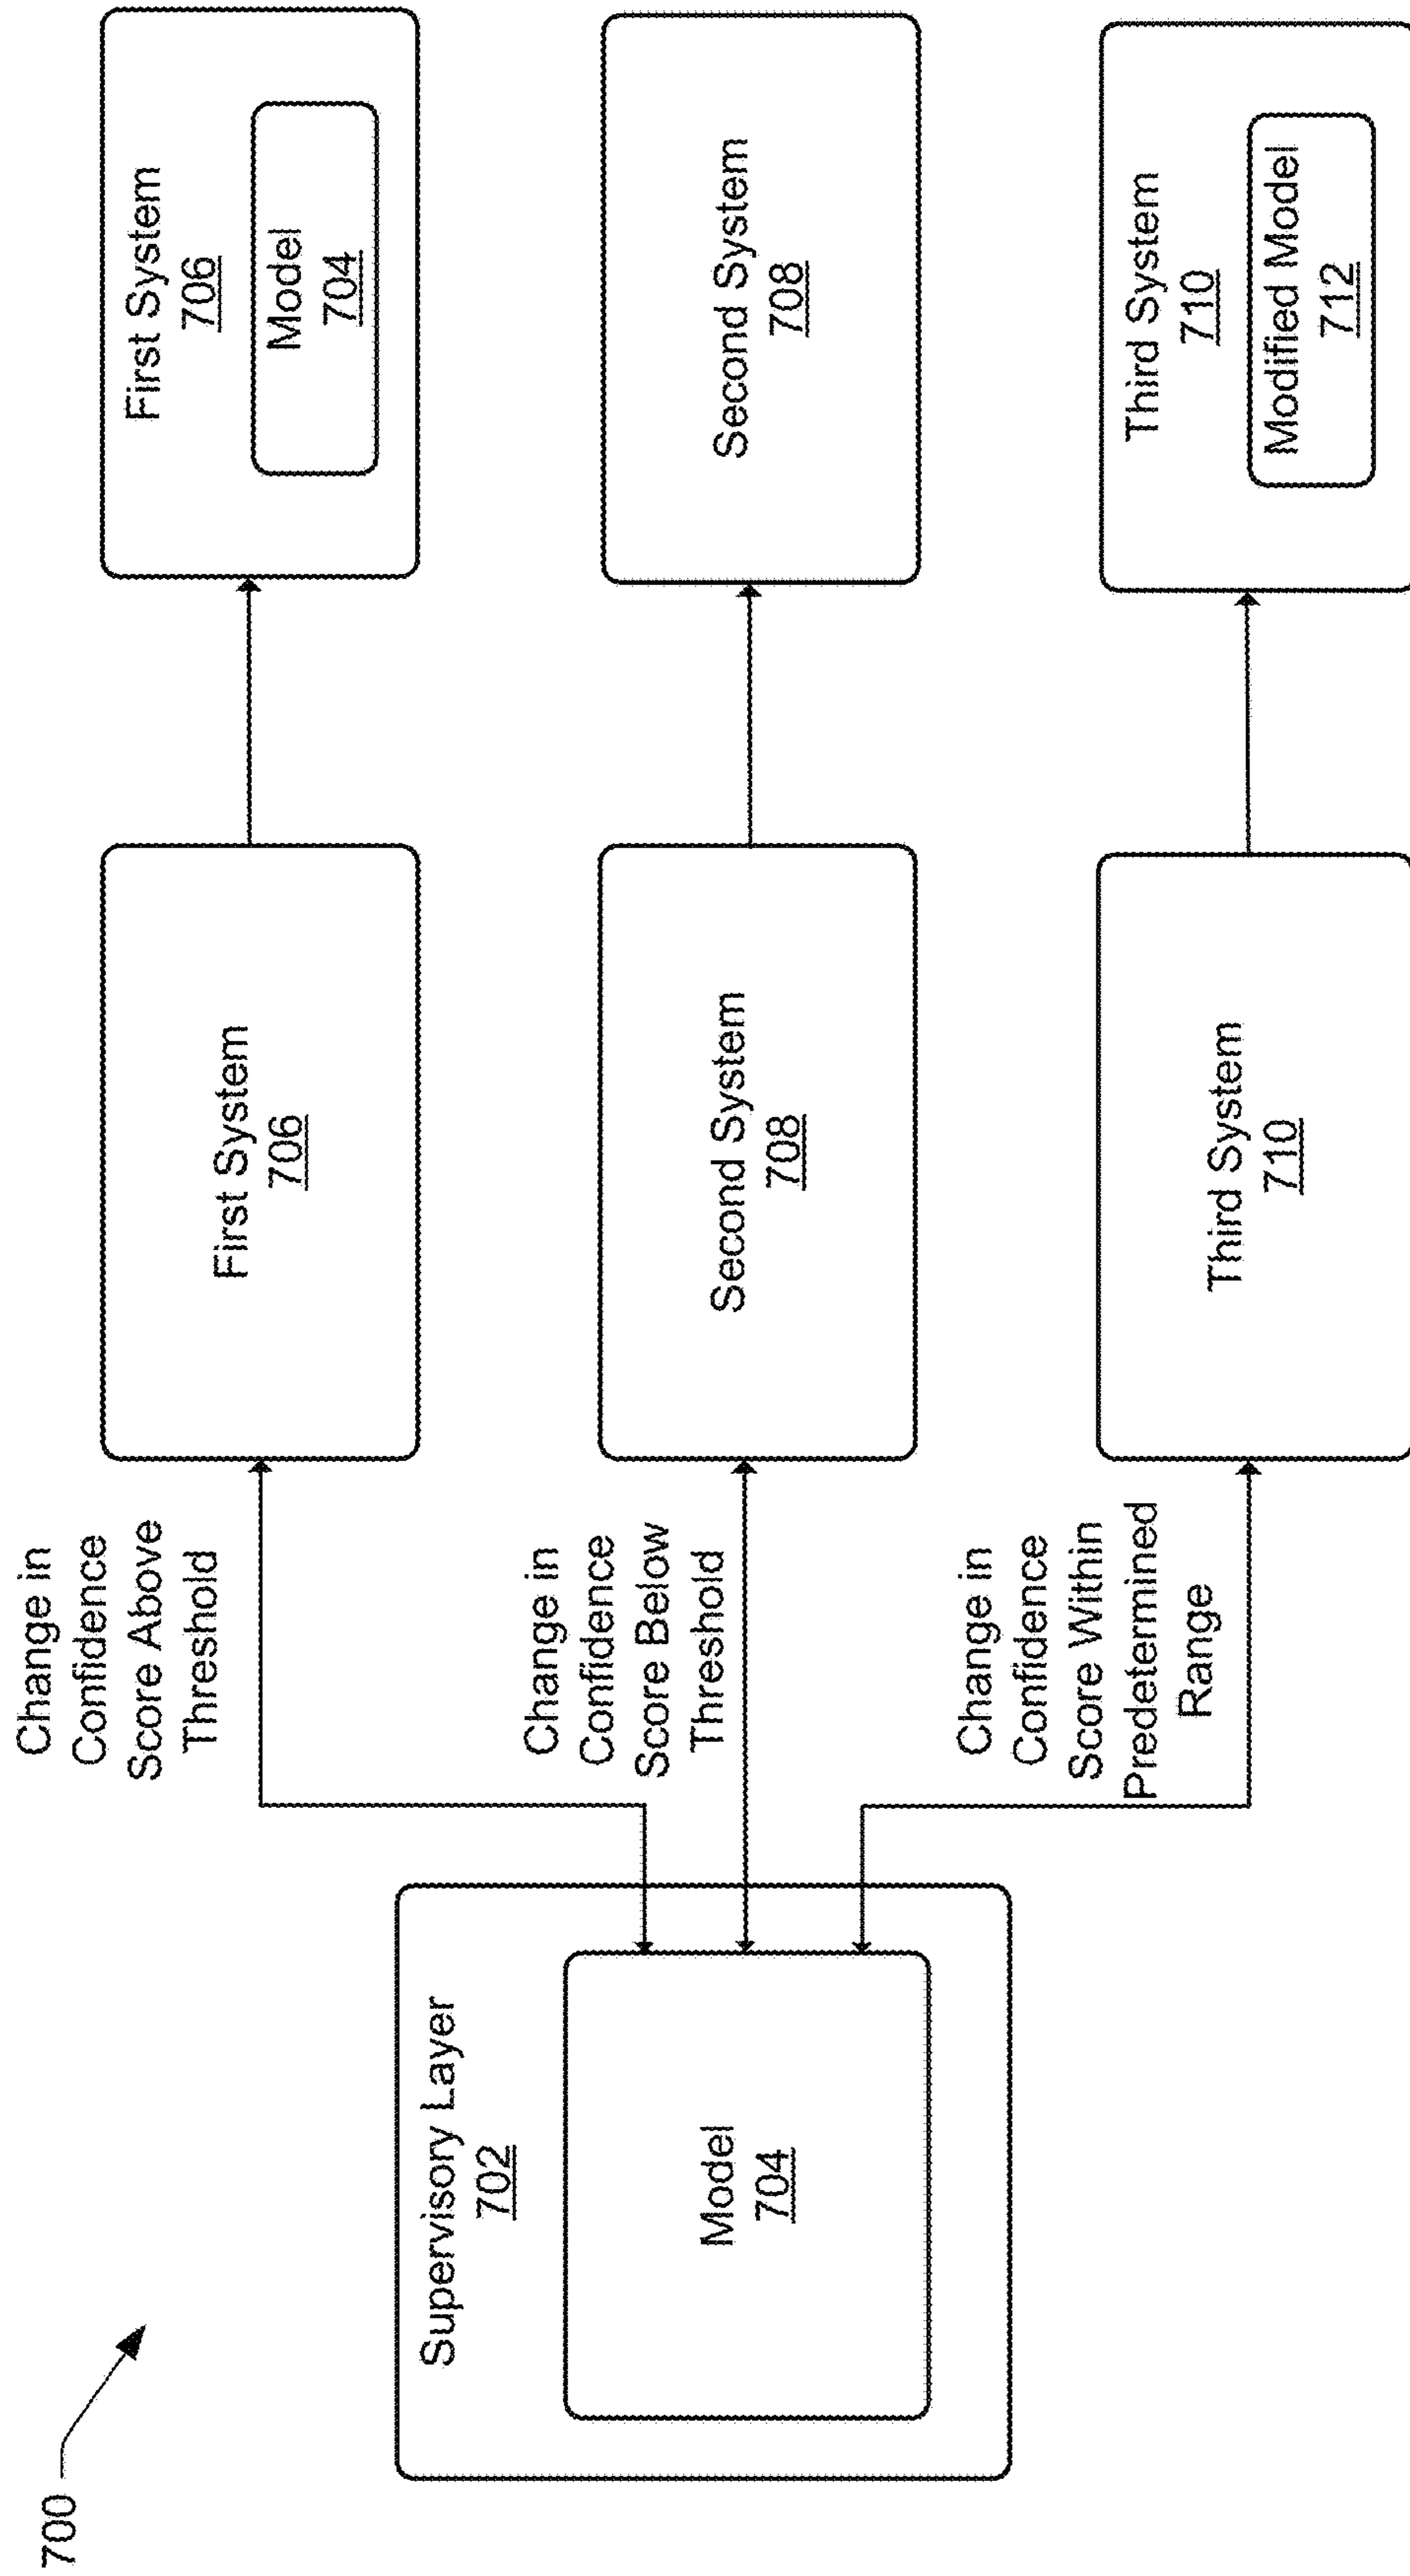 700
Supervisory Layer
702
Model
704
Change in
Confidence
Score Above
Threshold
Change in
Confidence
Score Below
Threshold
Change in
Confidence
Score Within
Predetermined
Range
First System
706
Second System
708
Third System
710
First System
706
Model
704
Second System
708
Third System
710
Modified Model
712